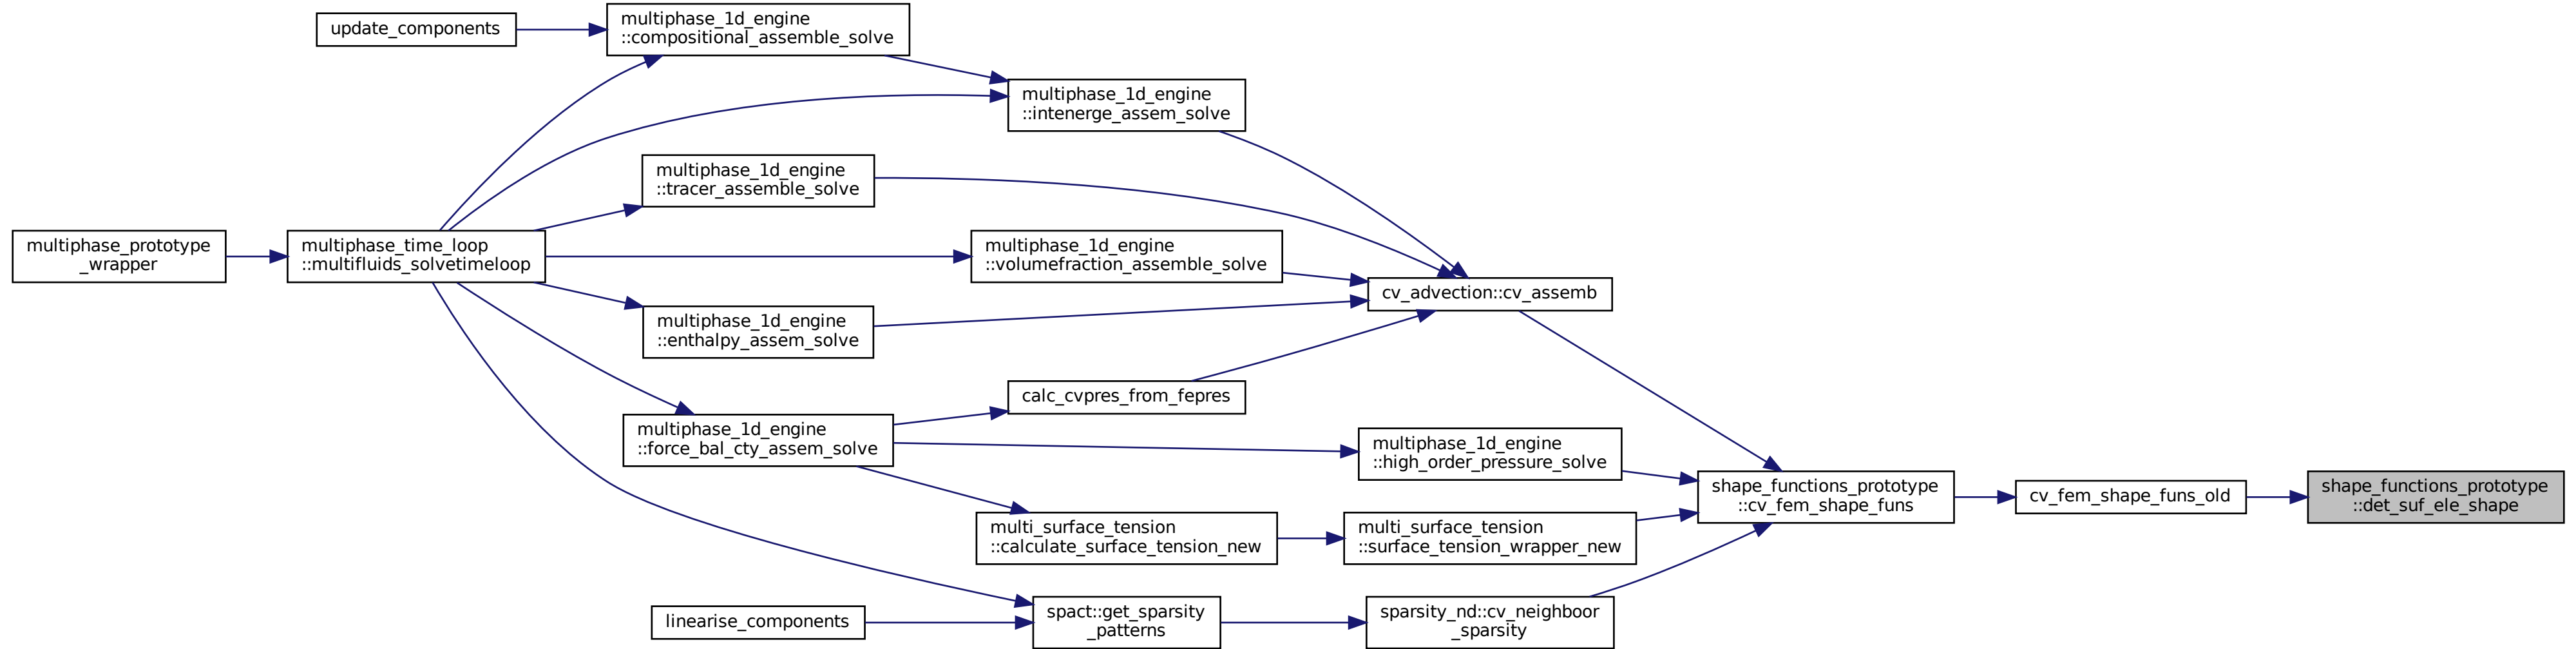 update_components
multiphase_1d_engine
::compositional_assemble_solve
multiphase_1d_engine
::intenerge_assem_solve
multiphase_1d_engine
::tracer_assemble_solve
multiphase_prototype
_wrapper
multiphase_time_loop
::multifluids_solvetimeloop
multiphase_1d_engine
::volumefraction_assemble_solve
cv_advection::cv_assemb
multiphase_1d_engine
::enthalpy_assem_solve
calc_cvpres_from_fepres
multiphase_1d_engine
::force_bal_cty_assem_solve
multiphase_1d_engine
::high_order_pressure_solve
shape_functions_prototype
::cv_fem_shape_funs
cv_fem_shape_funs_old
shape_functions_prototype
::det_suf_ele_shape
multi_surface_tension
::calculate_surface_tension_new
multi_surface_tension
::surface_tension_wrapper_new
linearise_components
spact::get_sparsity
_patterns
sparsity_nd::cv_neighboor
_sparsity